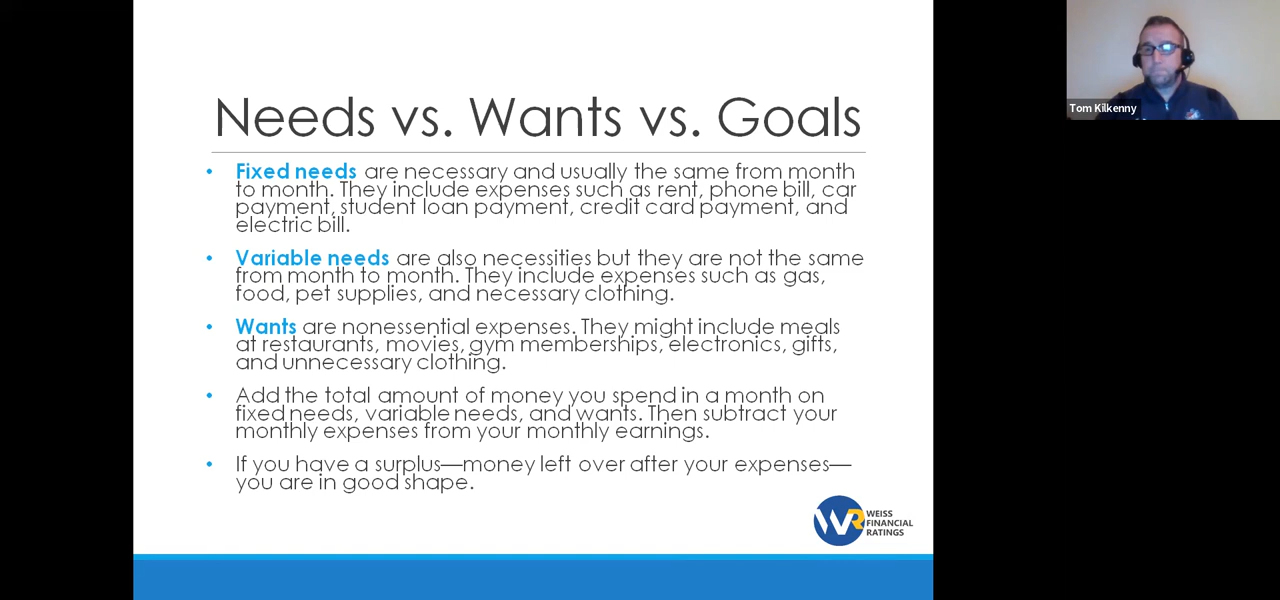 Needs vs. Wants vs. Goals
• Fixed needs are necessary and usually the same from month
to month. They include expenses such as rent, phone bill, car
payment, student loan payment, credit card payment, and
electric bill.
• Variable needs are also necessities but they are not the same
from month to month. They include expenses such as gas,
food, pet supplies, and necessary clothing.
• Wants are nonessential expenses. They might include meals
at restaurants, movies, gym memberships, electronics, gifts,
and unnecessary clothing.
• Add the total amount of money you spend in a month on
fixed needs, variable needs, and wants. Then subtract your
monthly expenses from your monthly earnings.
• If you have a surplus—money left over after your expenses—
you are in good shape.
WR
WEISS
FINANCIAL
RATINGS
Tom Kilkenny